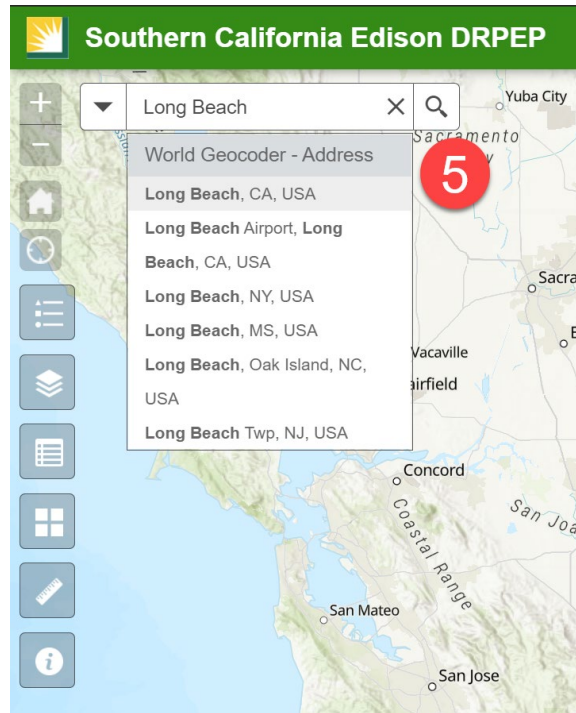 Southern California Edison DRPEP
Long Beach
Yuba City
World Geocoder - Address
Sacramento
5
Long Beach, CA, USA
Long Beach Airport, Long
Beach, CA, USA
Long Beach, NY, USA
Sacra
Long Beach, MS, USA
Vacaville
Long Beach, Oak Island, NC,
USA
airfield
Long Beach Twp, NJ, USA
Concord
Coastal Range
San Joa
San Mateo
San Jose